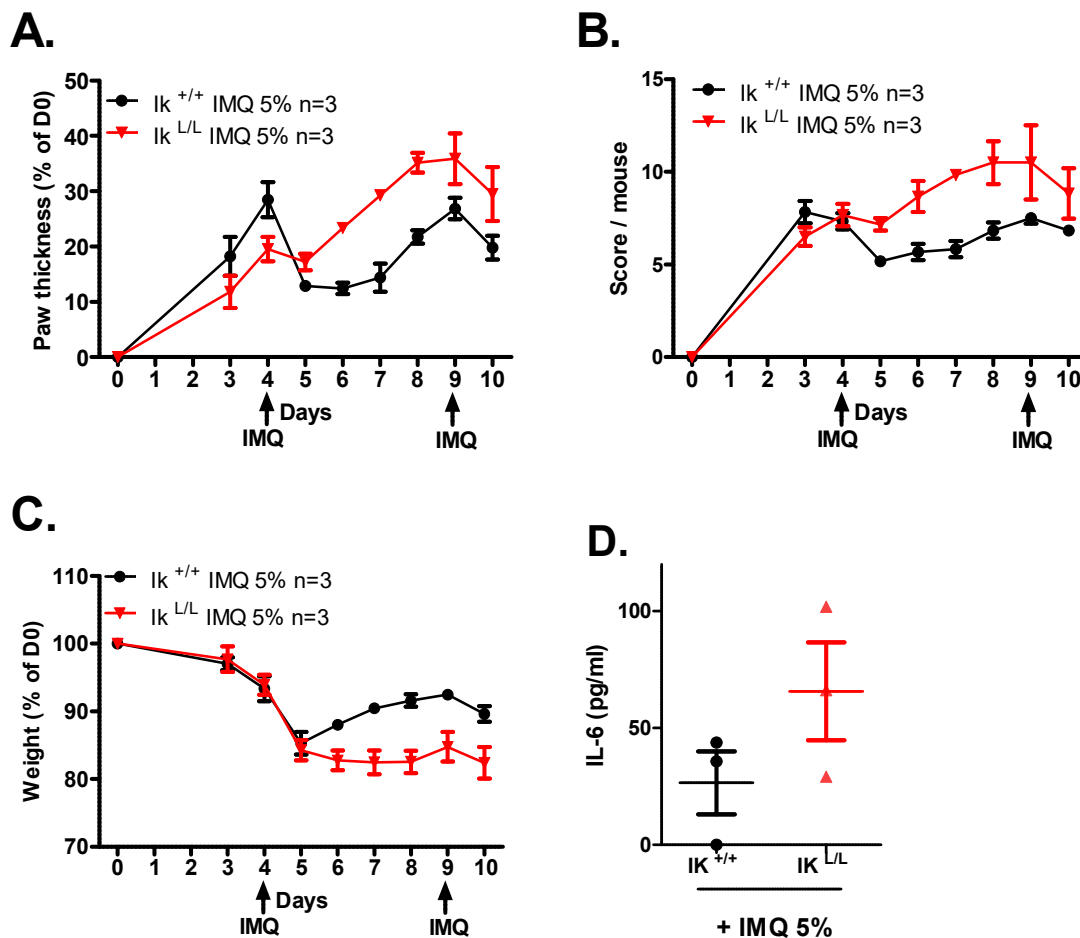 A.
Paw thickness (% of D0)
50
40
30
20
10
0
Ik +/+ IMQ 5% n=3
Ik L/L IMQ 5% n=3
0 1 2 3 4 5 6 7 8 9 10
Days
IMQ IMQ
B.
Score / mouse
15
10
5
0
Ik +/+ IMQ 5% n=3
Ik L/L IMQ 5% n=3
0 1 2 3 4 5 6 7 8 9 10
Days
IMQ IMQ
C.
Weight (% of D0)
110
100
90
80
70
Ik +/+ IMQ 5% n=3
Ik L/L IMQ 5% n=3
0 1 2 3 4 5 6 7 8 9 10
Days
IMQ IMQ
D.
IL-6 (pg/ml)
100
50
0
IK +/+ IK L/L
+ IMQ 5%